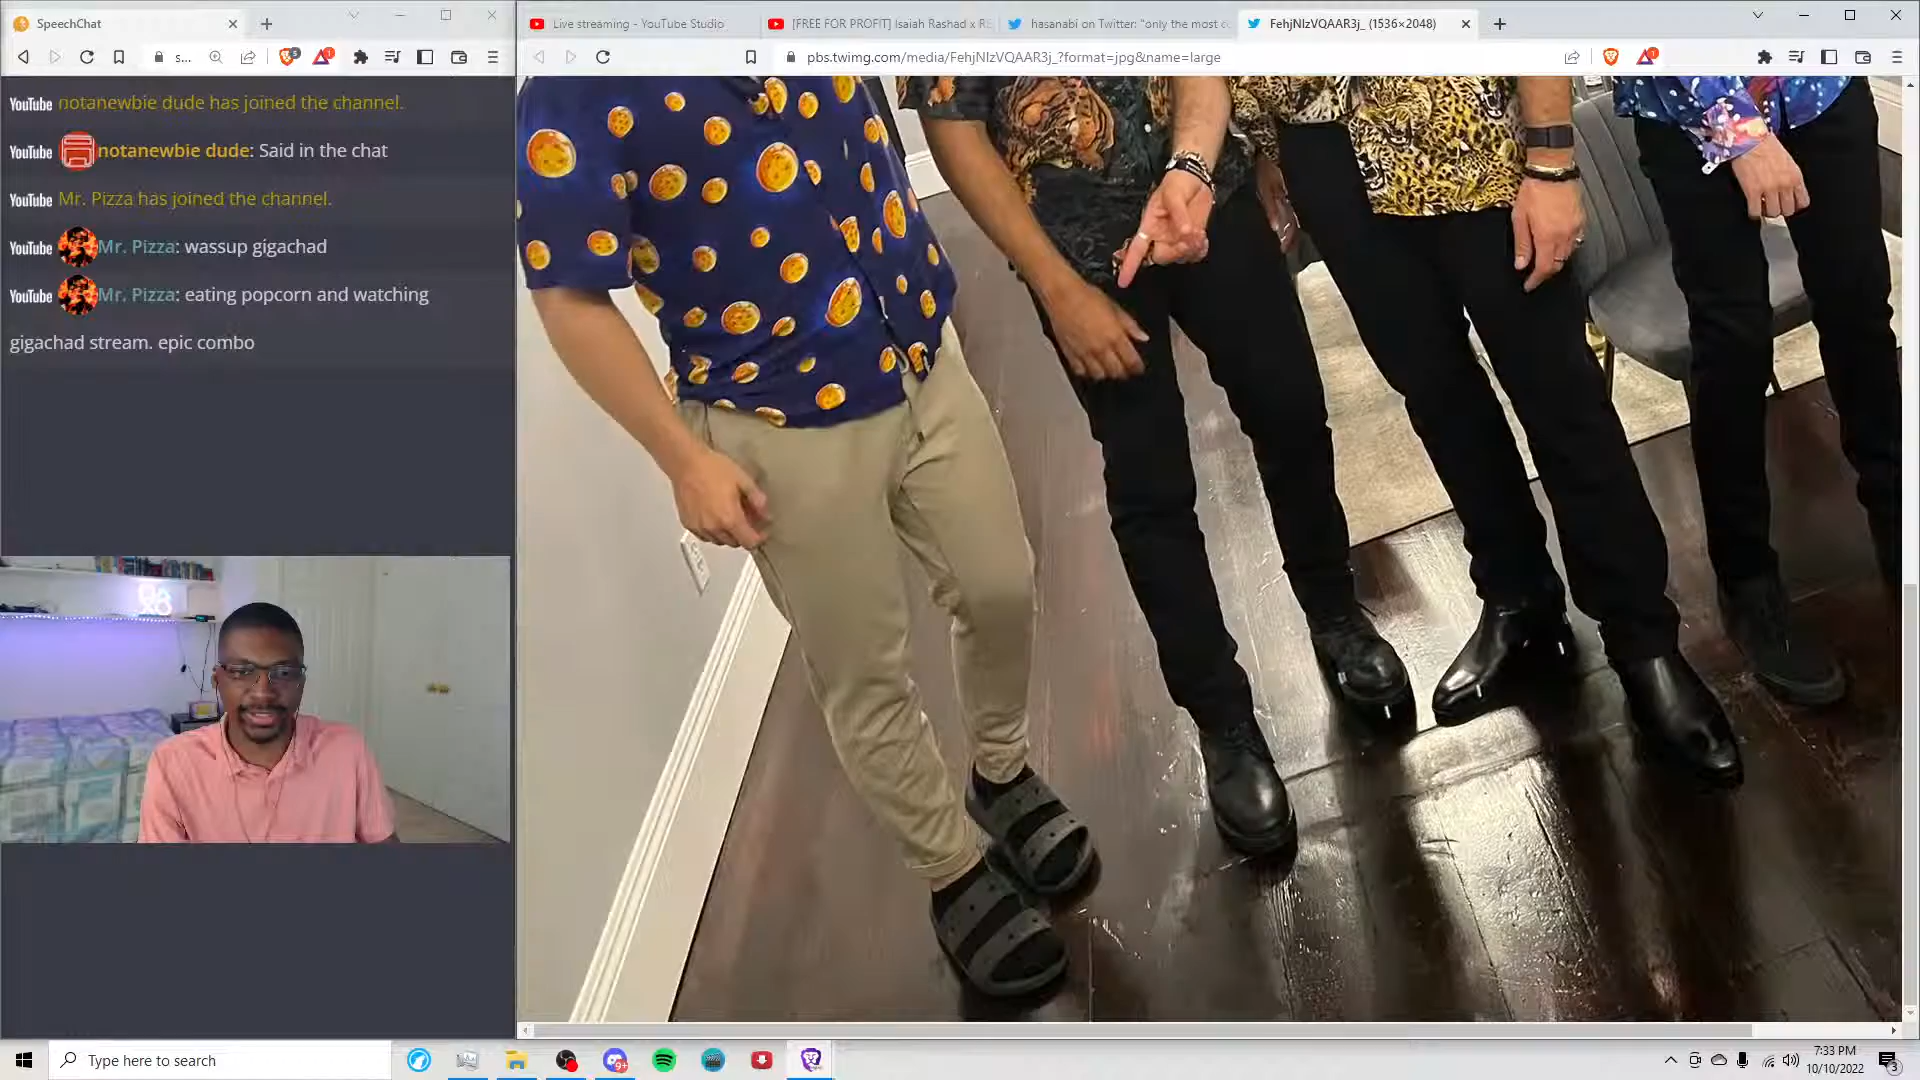 SpeechChat
Live streaming - YouTube Studio
[FREE FOR PROFIT] Isaiah Rashad x
hasanabi on Twitter: "only the most
FehjNlzVQAAR3j_ (1536×2048)
s...
pbs.twimg.com/media/FehjNlzVQAAR3j_?format=jpg&name=large
YouTube notanewbie dude has joined the channel.
YouTube notanewbie dude: Said in the chat
YouTube Mr. Pizza has joined the channel.
YouTube Mr. Pizza: wassup gigachad
YouTube Mr. Pizza: eating popcorn and watching
gigachad stream. epic combo
Type here to search
7:33 PM
10/10/2022